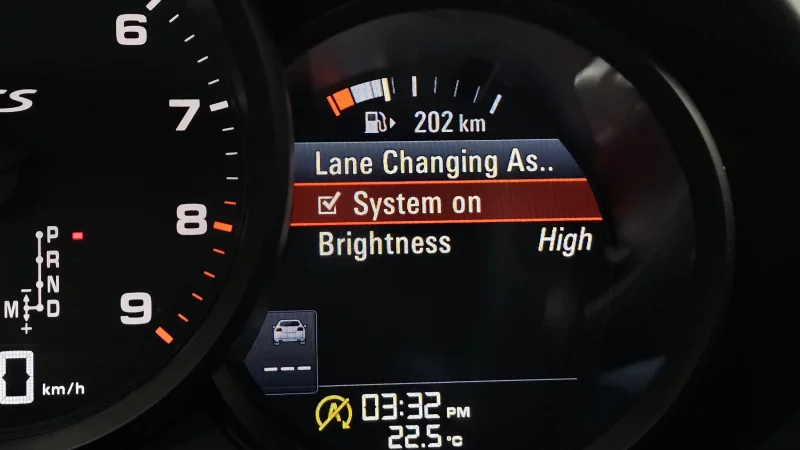 6
7
8
9
P
R
N
M D
+
0 km/h
202 km
Lane Changing As..
System on
Brightness High
---
A
03:32 PM
22.5 °C